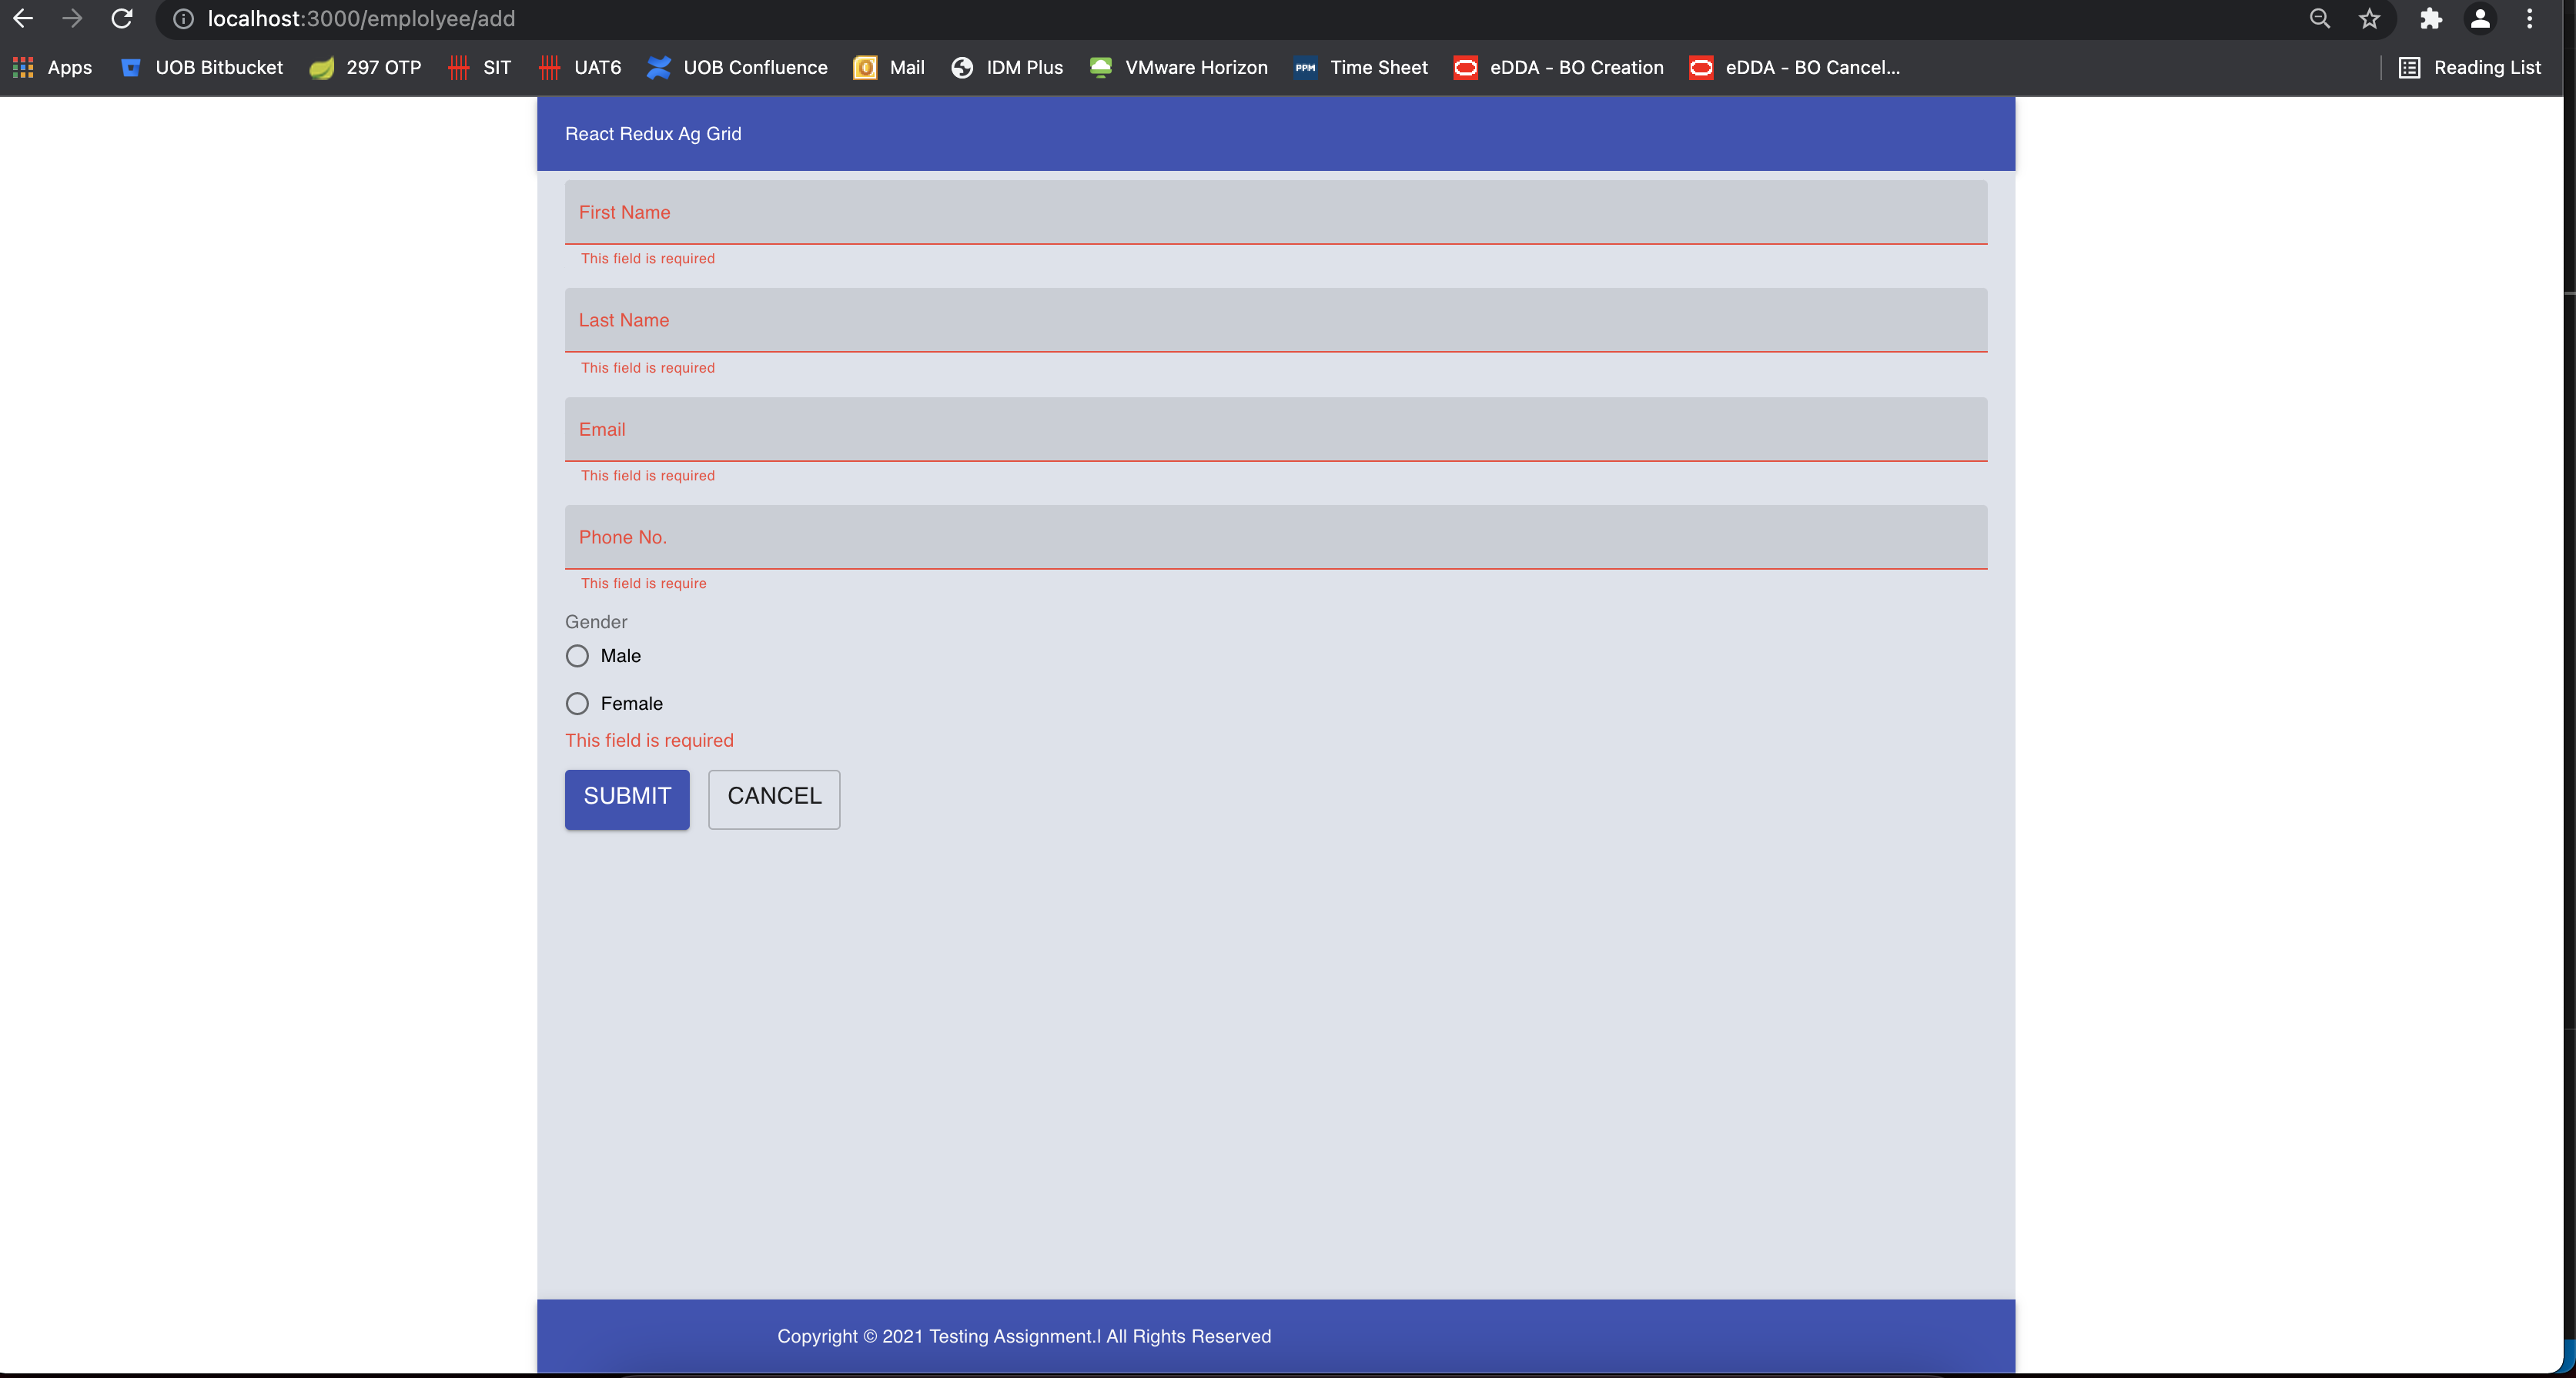 localhost:3000/emplolyee/add
Apps UOB Bitbucket 297 OTP SIT UAT6 UOB Confluence Mail IDM Plus VMware Horizon PPM Time Sheet eDDA - BO Creation eDDA - BO Cancel... Reading List
React Redux Ag Grid
First Name
This field is required
Last Name
This field is required
Email
This field is required
Phone No.
This field is require
Gender
Male
Female
This field is required
SUBMIT CANCEL
Copyright © 2021 Testing Assignment.| All Rights Reserved